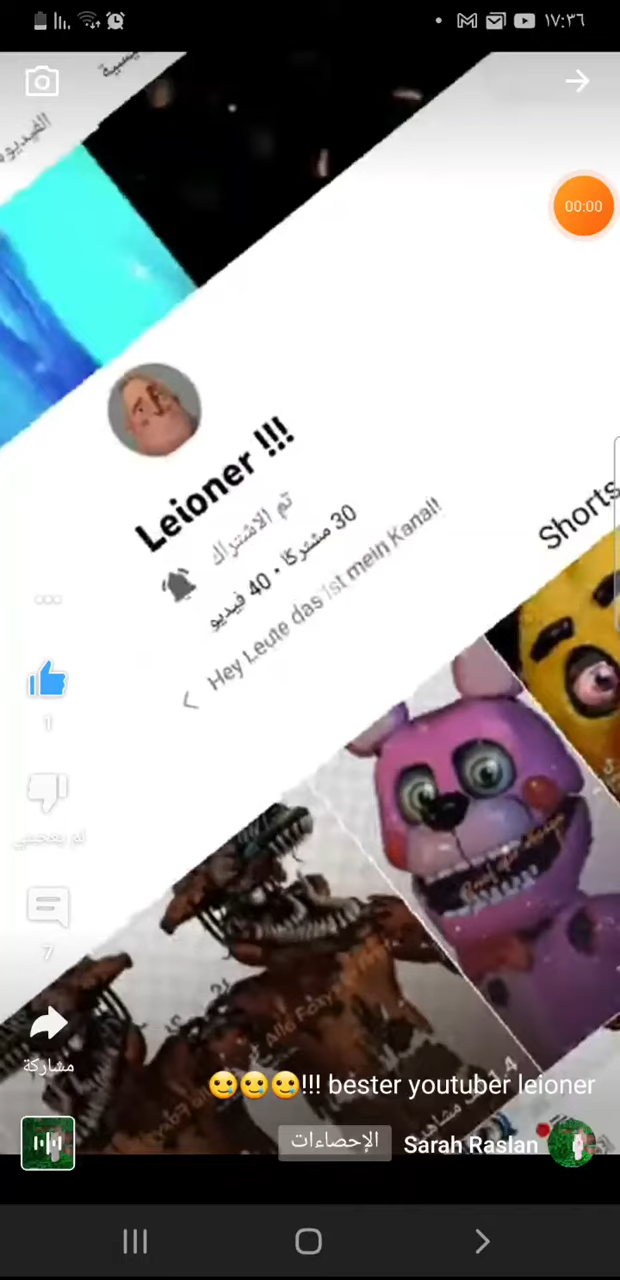 ١٧:٣٦
00:00
Leioner !!!
تم الاشتراك
30 مشتركًا • 40 فيديو
Hey Leute das ist mein Kanal!
Shorts
1
لم يعجبني
7
مشاركة
!!! bester youtuber leioner
Sarah Raslan
الإحصاءات